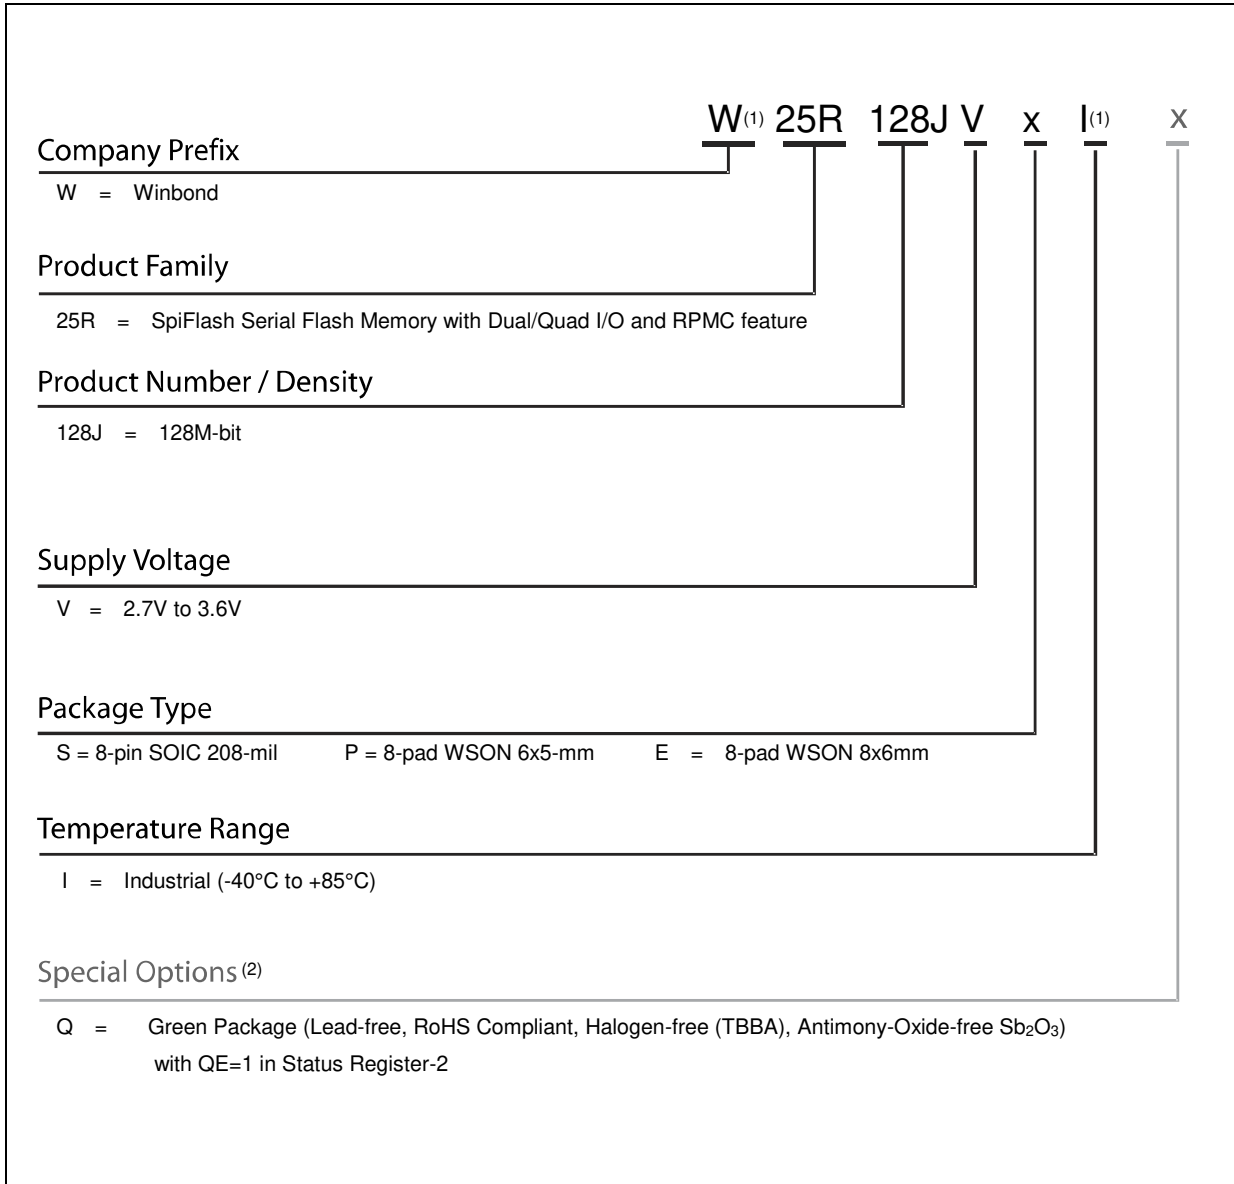 W(1) 25R 128J V x I(1) x
Company Prefix
W = Winbond
Product Family
25R = SpiFlash Serial Flash Memory with Dual/Quad I/O and RPMC feature
Product Number / Density
128J = 128M-bit
Supply Voltage
V = 2.7V to 3.6V
Package Type
S = 8-pin SOIC 208-mil P = 8-pad WSON 6x5-mm E = 8-pad WSON 8x6mm
Temperature Range
I = Industrial (-40°C to +85°C)
Special Options (2)
Q = Green Package (Lead-free, RoHS Compliant, Halogen-free (TBBA), Antimony-Oxide-free Sb₂O₃)
with QE=1 in Status Register-2